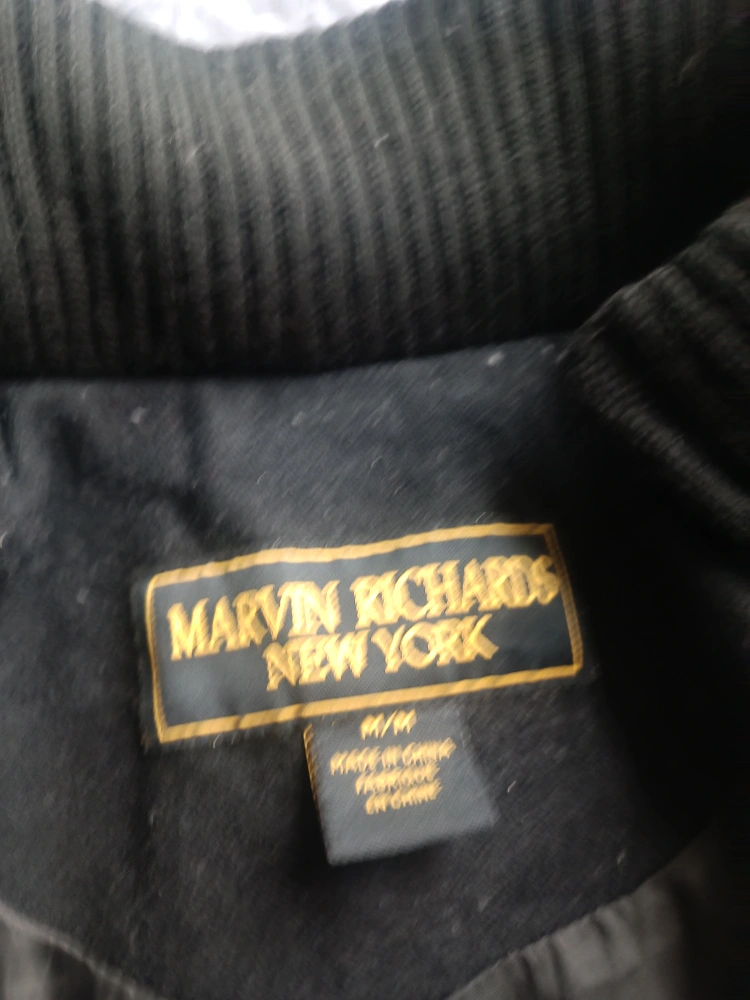 MARVIN RICHARDS
NEW YORK
M/M
MADE IN CHINA
FABRIQUE
EN CHINE